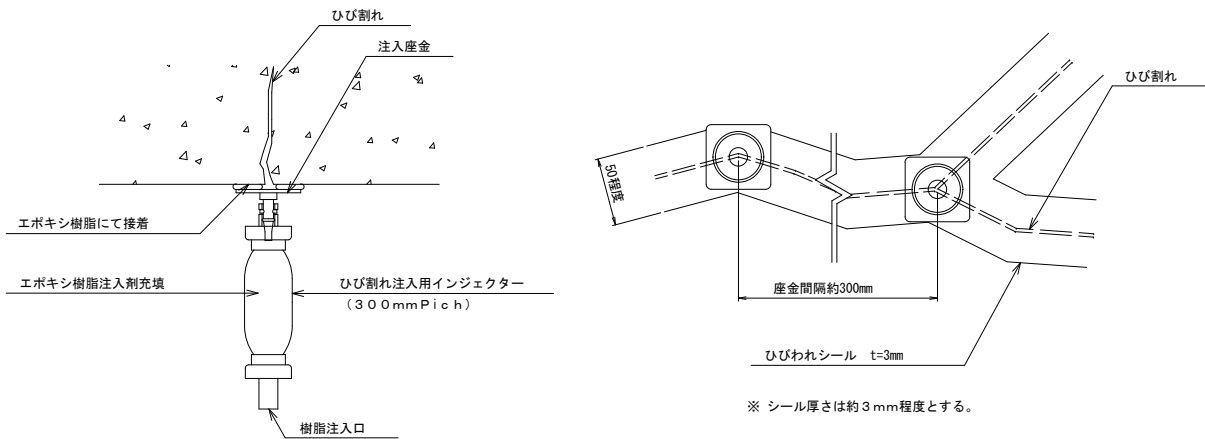 ひび割れ
注入座金
エポキシ樹脂にて接着
エポキシ樹脂注入剤充填
ひび割れ注入用インジェクター
(300mmPich)
樹脂注入口
ひび割れ
50程度
座金間隔約300mm
ひびわれシール t=3mm
※ シール厚さは約3mm程度とする。